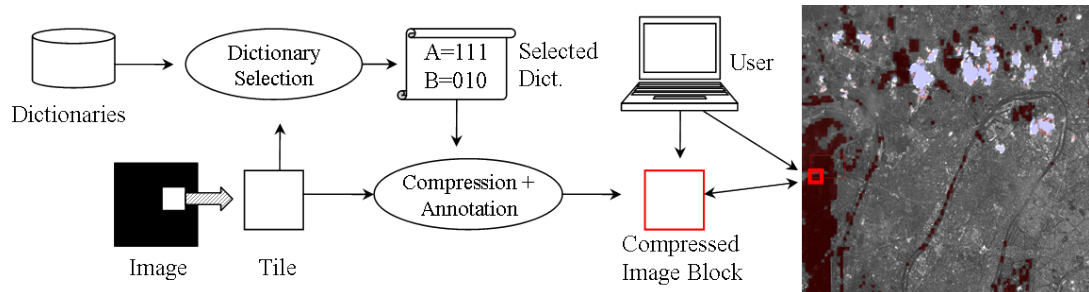 Dictionaries
Dictionary
Selection
A=111
B=010
Selected
Dict.
User
Image
Tile
Compression +
Annotation
Compressed
Image Block